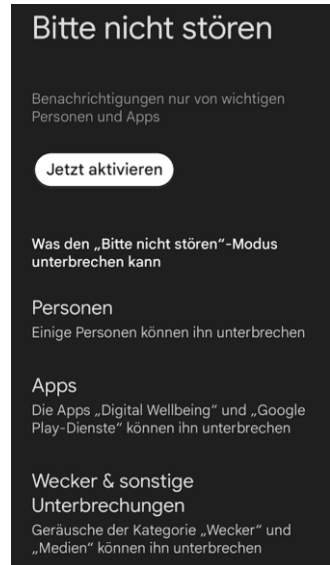 Bitte nicht stören
Benachrichtigungen nur von wichtigen
Personen und Apps
Jetzt aktivieren
Was den „Bitte nicht stören“-Modus
unterbrechen kann
Personen
Einige Personen können ihn unterbrechen
Apps
Die Apps „Digital Wellbeing“ und „Google
Play-Dienste“ können ihn unterbrechen
Wecker & sonstige
Unterbrechungen
Geräusche der Kategorie „Wecker“ und
„Medien“ können ihn unterbrechen